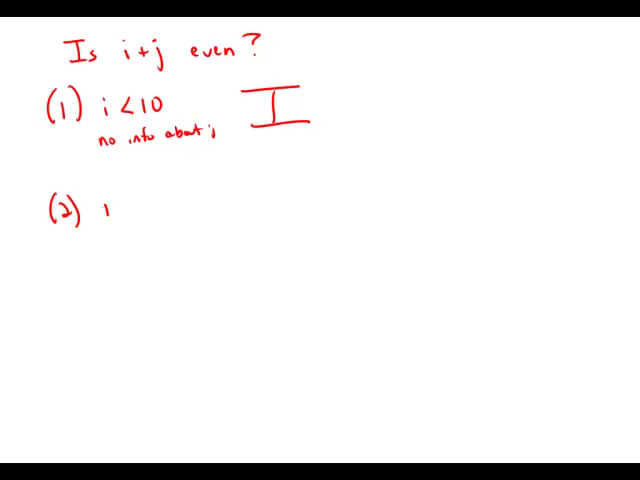 Is i+j even?
(1) i < 10 I
no info about j
(2) i